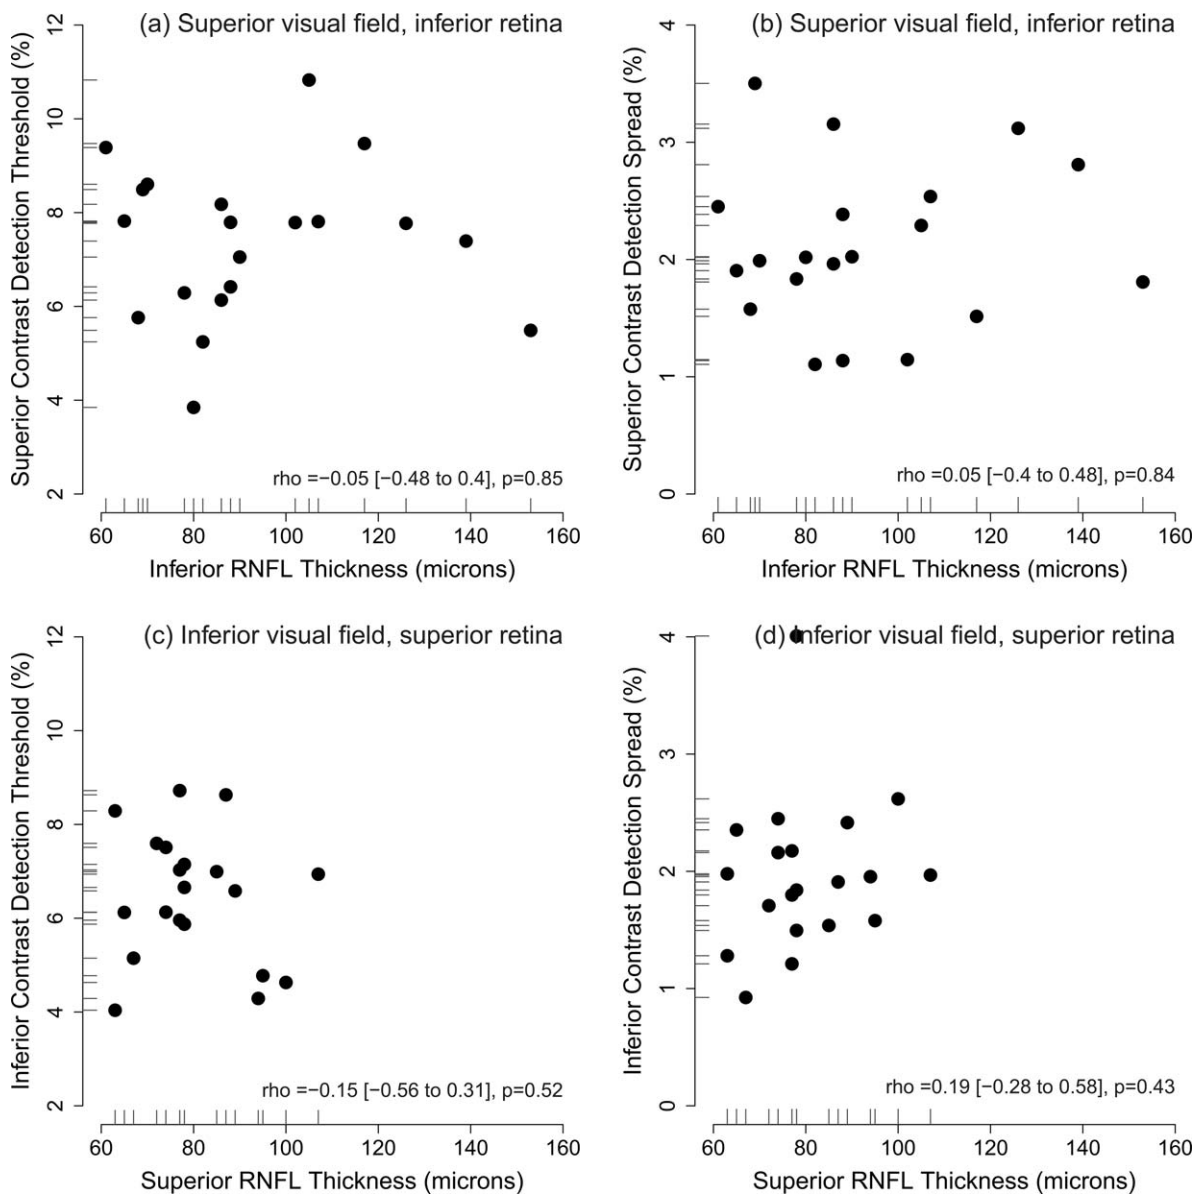 (a) Superior visual field, inferior retina
Superior Contrast Detection Threshold (%)
12
10
8
6
4
2
rho =−0.05 [−0.48 to 0.4], p=0.85
60 80 100 120 140 160
Inferior RNFL Thickness (microns)
(b) Superior visual field, inferior retina
Superior Contrast Detection Spread (%)
4
3
2
1
0
rho =0.05 [−0.4 to 0.48], p=0.84
60 80 100 120 140 160
Inferior RNFL Thickness (microns)
(c) Inferior visual field, superior retina
Inferior Contrast Detection Threshold (%)
12
10
8
6
4
2
rho =−0.15 [−0.56 to 0.31], p=0.52
60 80 100 120 140 160
Superior RNFL Thickness (microns)
(d) Inferior visual field, superior retina
Inferior Contrast Detection Spread (%)
4
3
2
1
0
rho =0.19 [−0.28 to 0.58], p=0.43
60 80 100 120 140 160
Superior RNFL Thickness (microns)